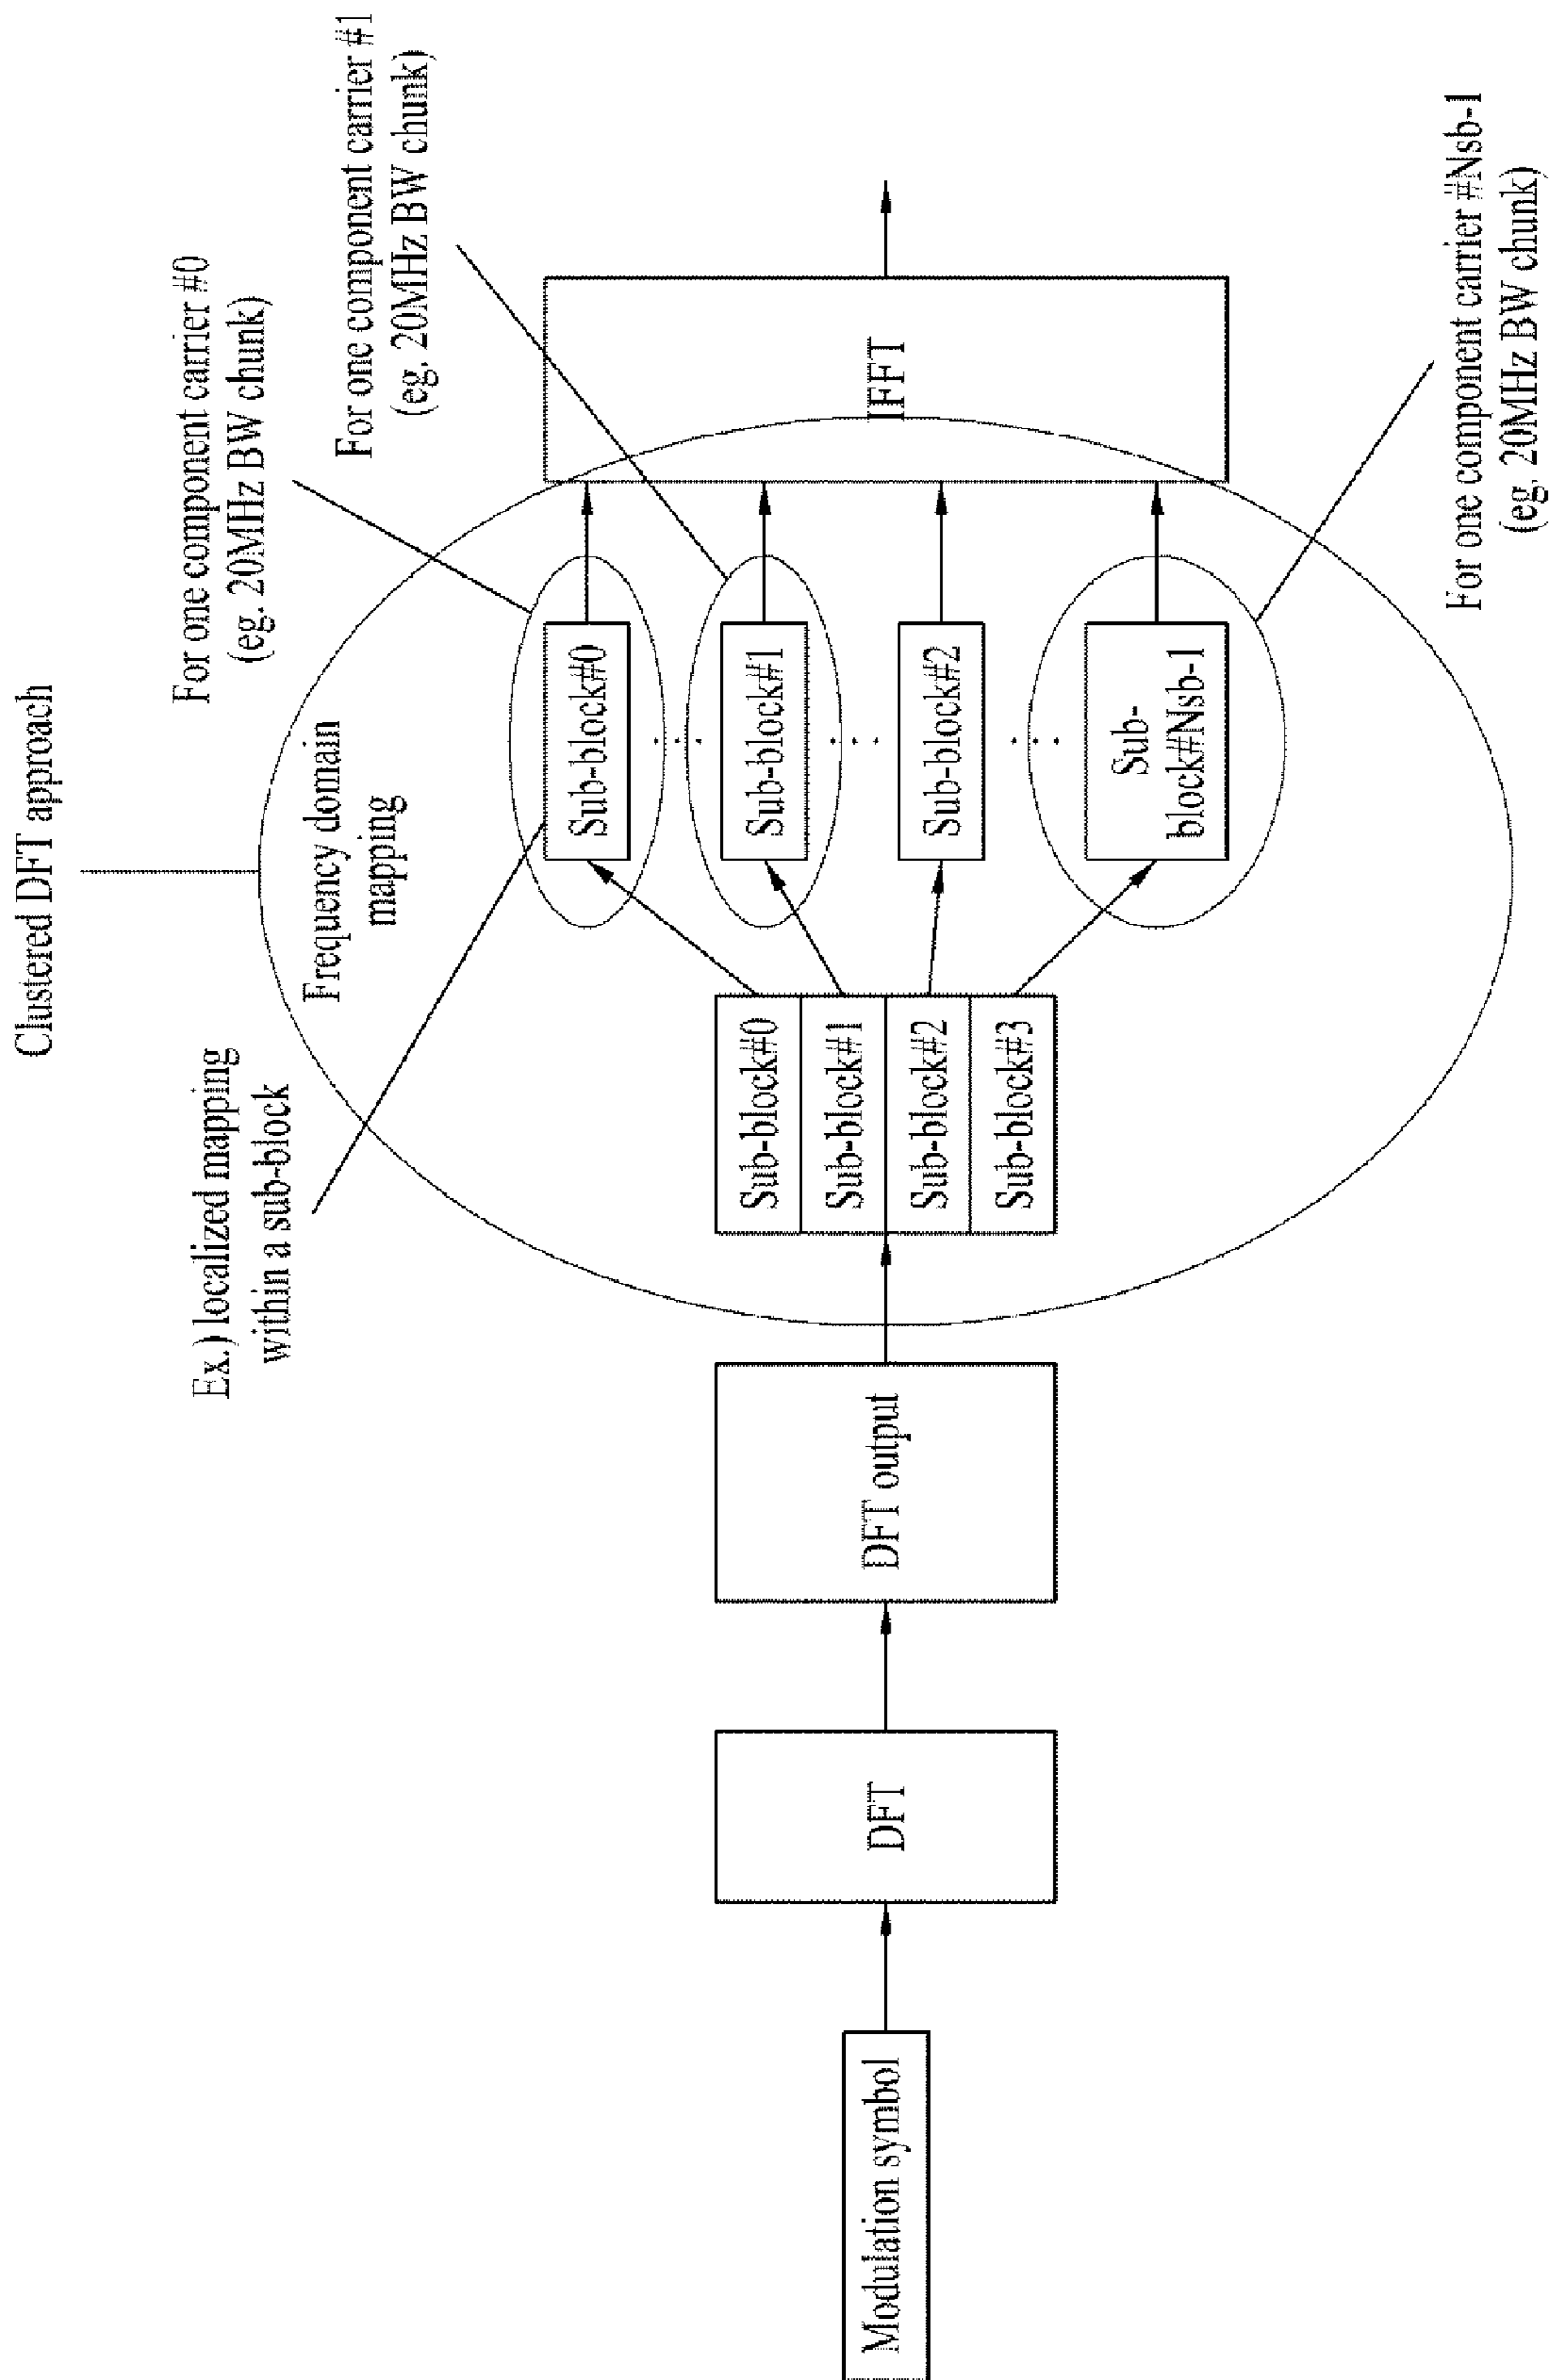 Clustered DFT approach
Ex.) localized mapping
within a sub-block
Frequency domain
mapping
For one component carrier #0
(eg. 20MHz BW chunk)
For one component carrier #1
(eg. 20MHz BW chunk)
Modulation symbol
DFT
DFT output
Sub-block#0
Sub-block#1
Sub-block#2
Sub-block#3
Sub-block#0
Sub-block#1
Sub-block#2
Sub-
block#Nsb-1
IFFT
For one component carrier #Nsb-1
(eg. 20MHz BW chunk)